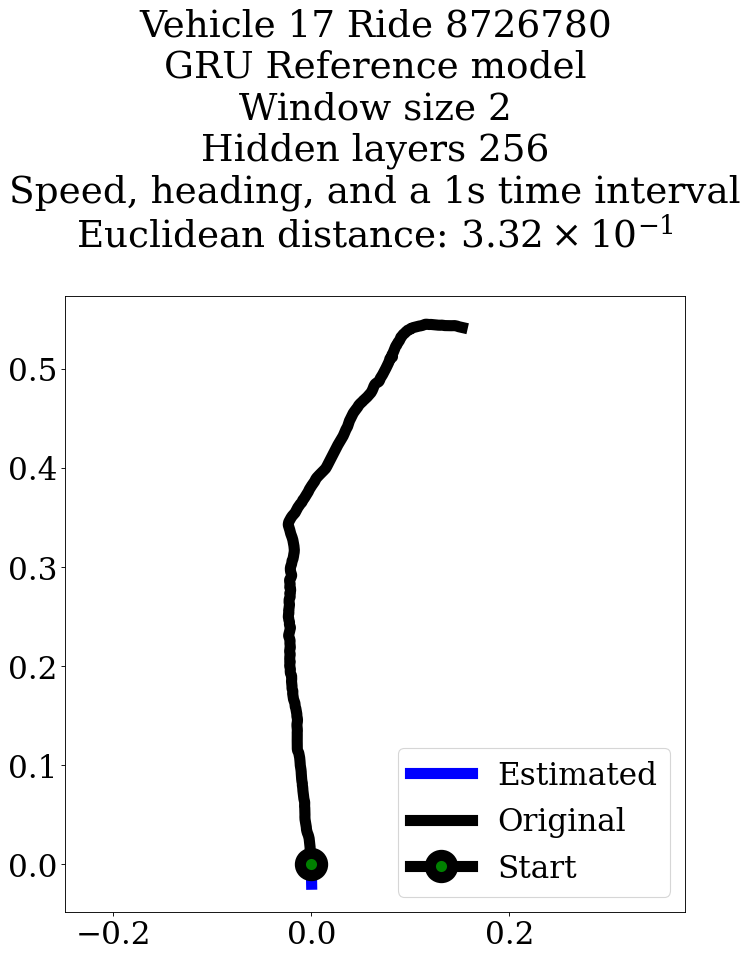 Vehicle 17 Ride 8726780
GRU Reference model
Window size 2
Hidden layers 256
Speed, heading, and a 1s time interval
Euclidean distance: 3.32 × 10⁻¹
0.5
0.4
0.3
0.2
0.1
0.0
Estimated
Original
Start
−0.2 0.0 0.2